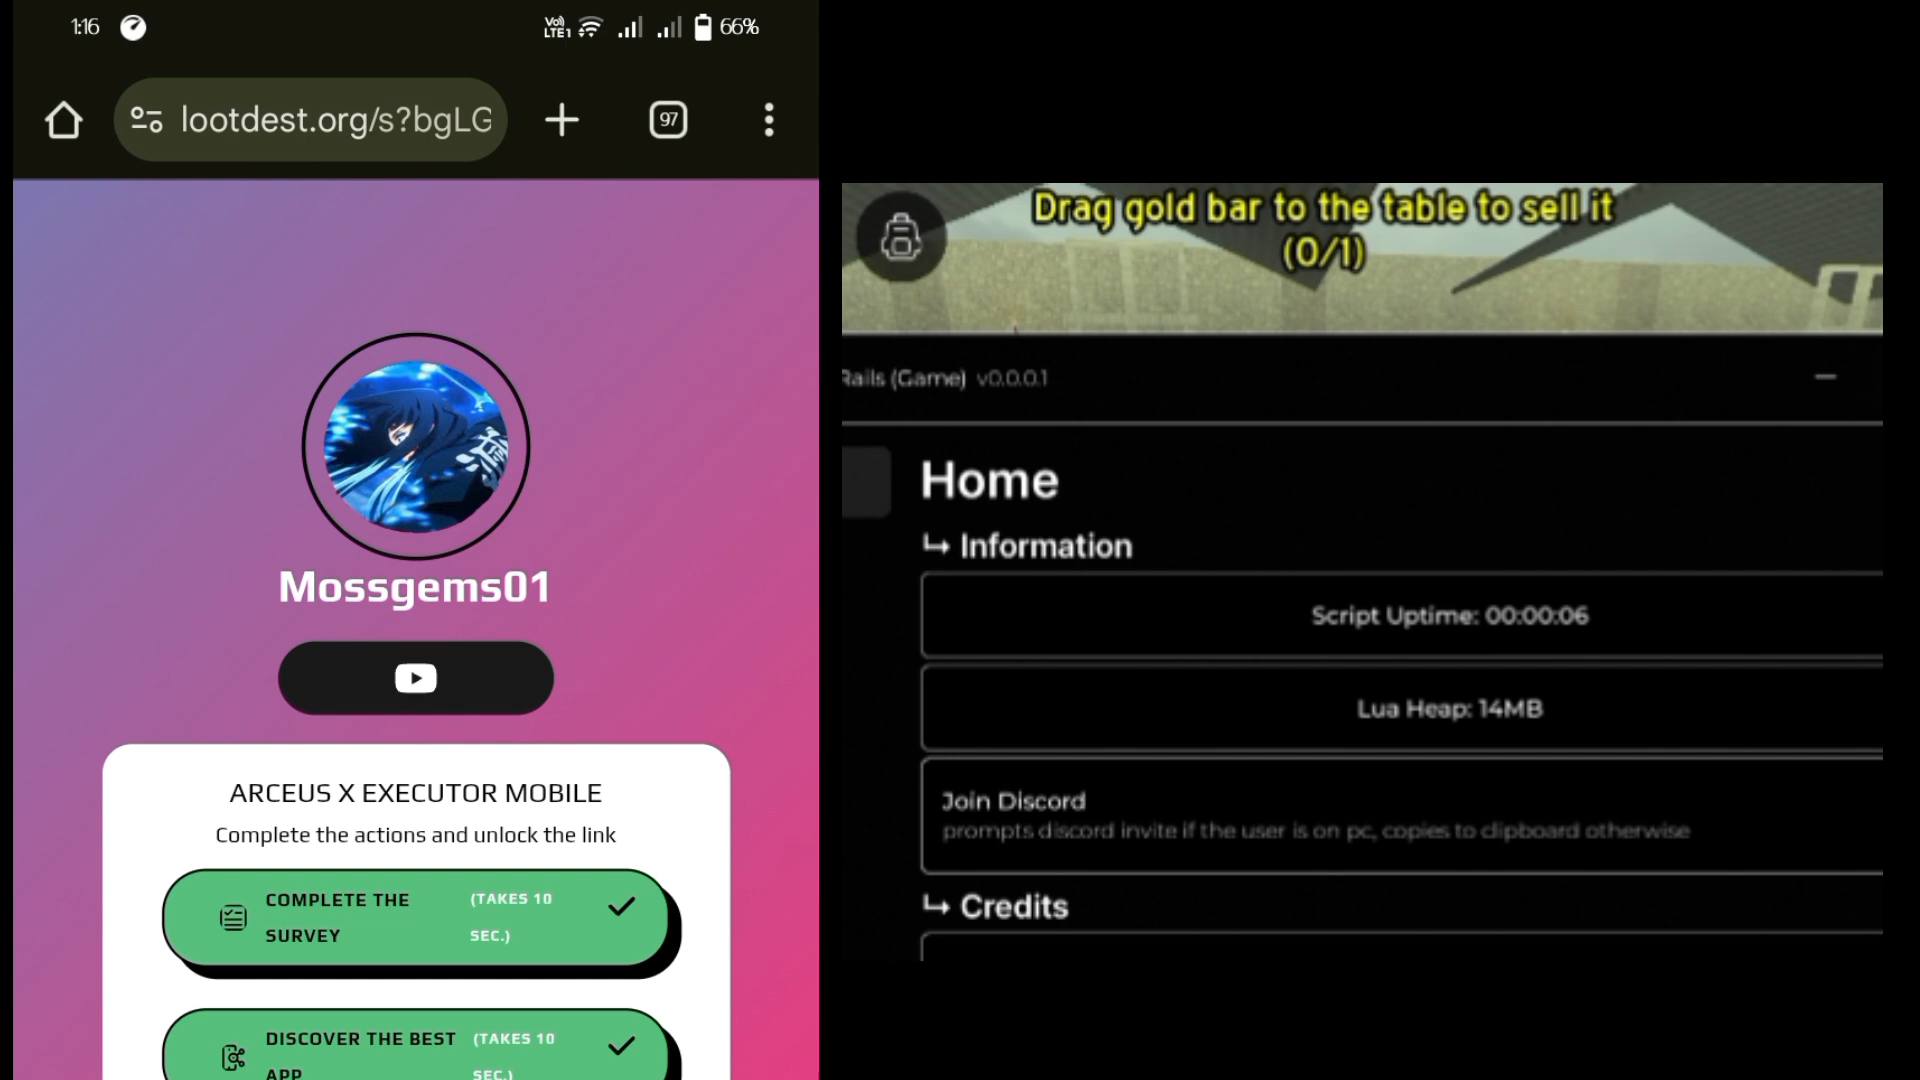 1:16
Vo))
LTE1
66%
lootdest.org/s?bgLG
97
Mossgems01
ARCEUS X EXECUTOR MOBILE
Complete the actions and unlock the link
COMPLETE THE
SURVEY
(TAKES 10
SEC.)
DISCOVER THE BEST
APP
(TAKES 10
SEC.)
Drag gold bar to the table to sell it
(0/1)
Rails (Game) v0.0.0.1
Home
Information
Script Uptime: 00:00:06
Lua Heap: 14MB
Join Discord
prompts discord invite if the user is on pc, copies to clipboard otherwise
Credits